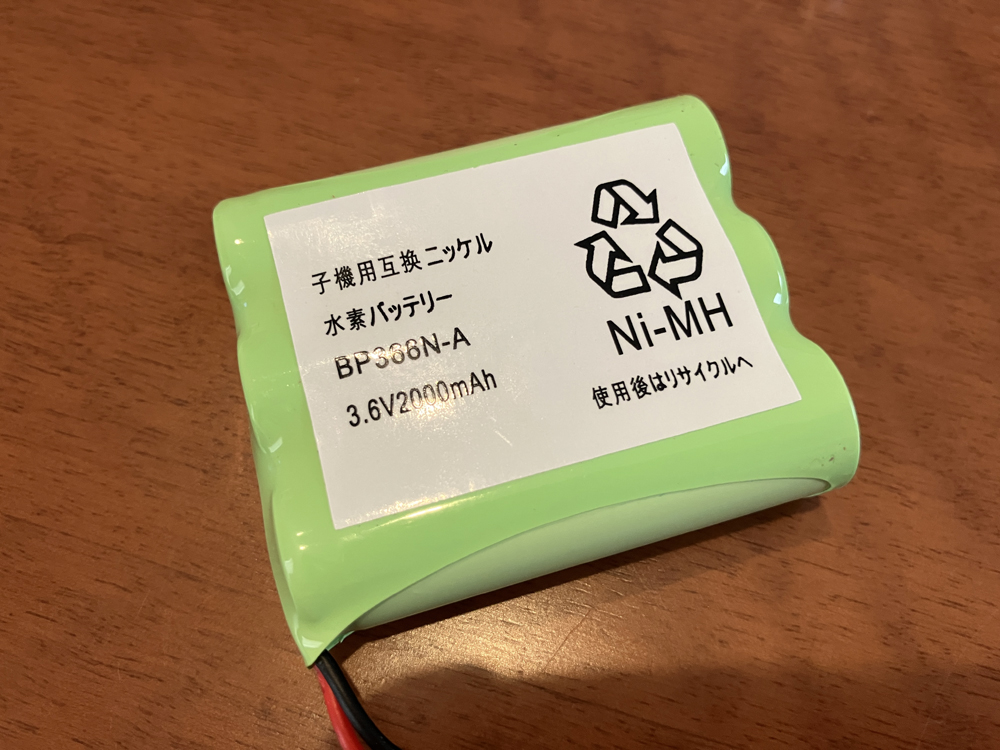 子機用互換ニッケル
水素バッテリー
BP366N-A
3.6V2000mAh
Ni-MH
使用後はリサイクルへ